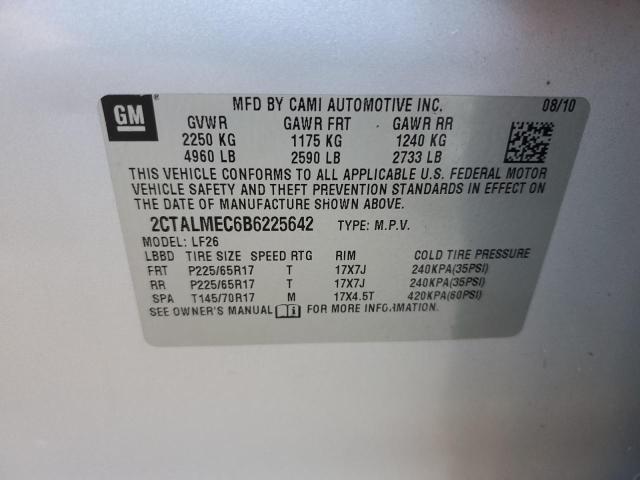 GM
MFD BY CAMI AUTOMOTIVE INC. 08/10
GVWR GAWR FRT GAWR RR
2250 KG 1175 KG 1240 KG
4960 LB 2590 LB 2733 LB
THIS VEHICLE CONFORMS TO ALL APPLICABLE U.S. FEDERAL MOTOR
VEHICLE SAFETY AND THEFT PREVENTION STANDARDS IN EFFECT ON
THE DATE OF MANUFACTURE SHOWN ABOVE.
2CTALMEC6B6225642 TYPE: M.P.V.
MODEL: LF26
LBBD TIRE SIZE SPEED RTG RIM COLD TIRE PRESSURE
FRT P225/65R17 T 17X7J 240KPA(35PSI)
RR P225/65R17 T 17X7J 240KPA(35PSI)
SPA T145/70R17 M 17X4.5T 420KPA(60PSI)
SEE OWNER'S MANUAL FOR MORE INFORMATION.